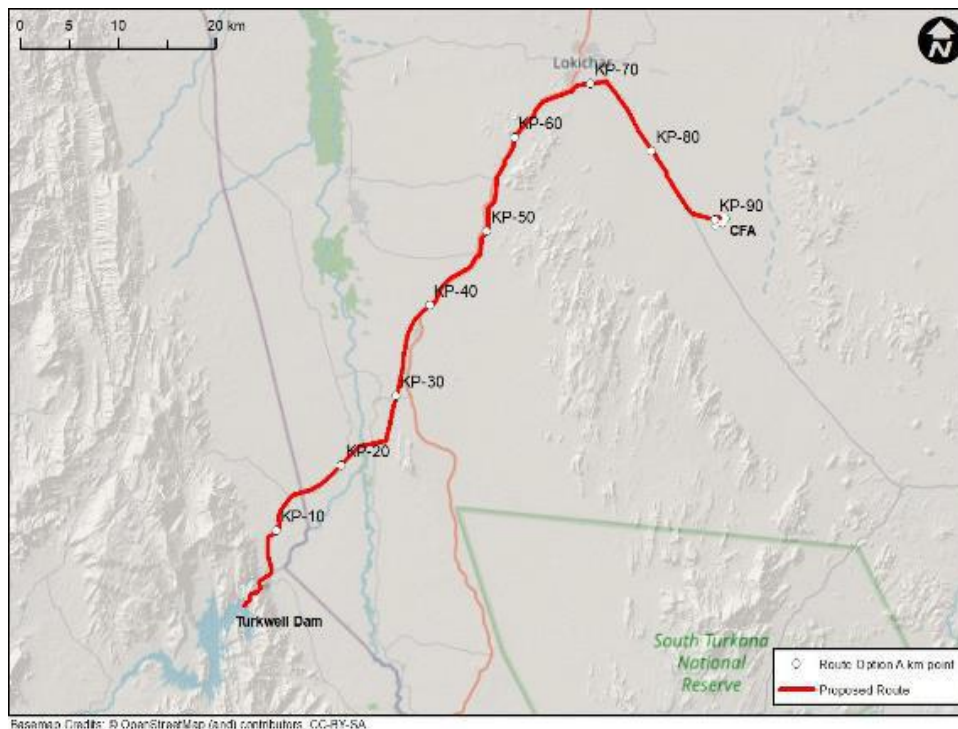 0 5 10 20 km
N
Lokichar
KP-70
KP-60
KP-80
KP-90
CFA
KP-50
KP-40
KP-30
KP-20
KP-10
Turkwell Dam
South Turkana
National
Reserve
Route Option A km point
Proposed Route
Basemap Credits: © OpenStreetMap (and) contributors, CC-BY-SA